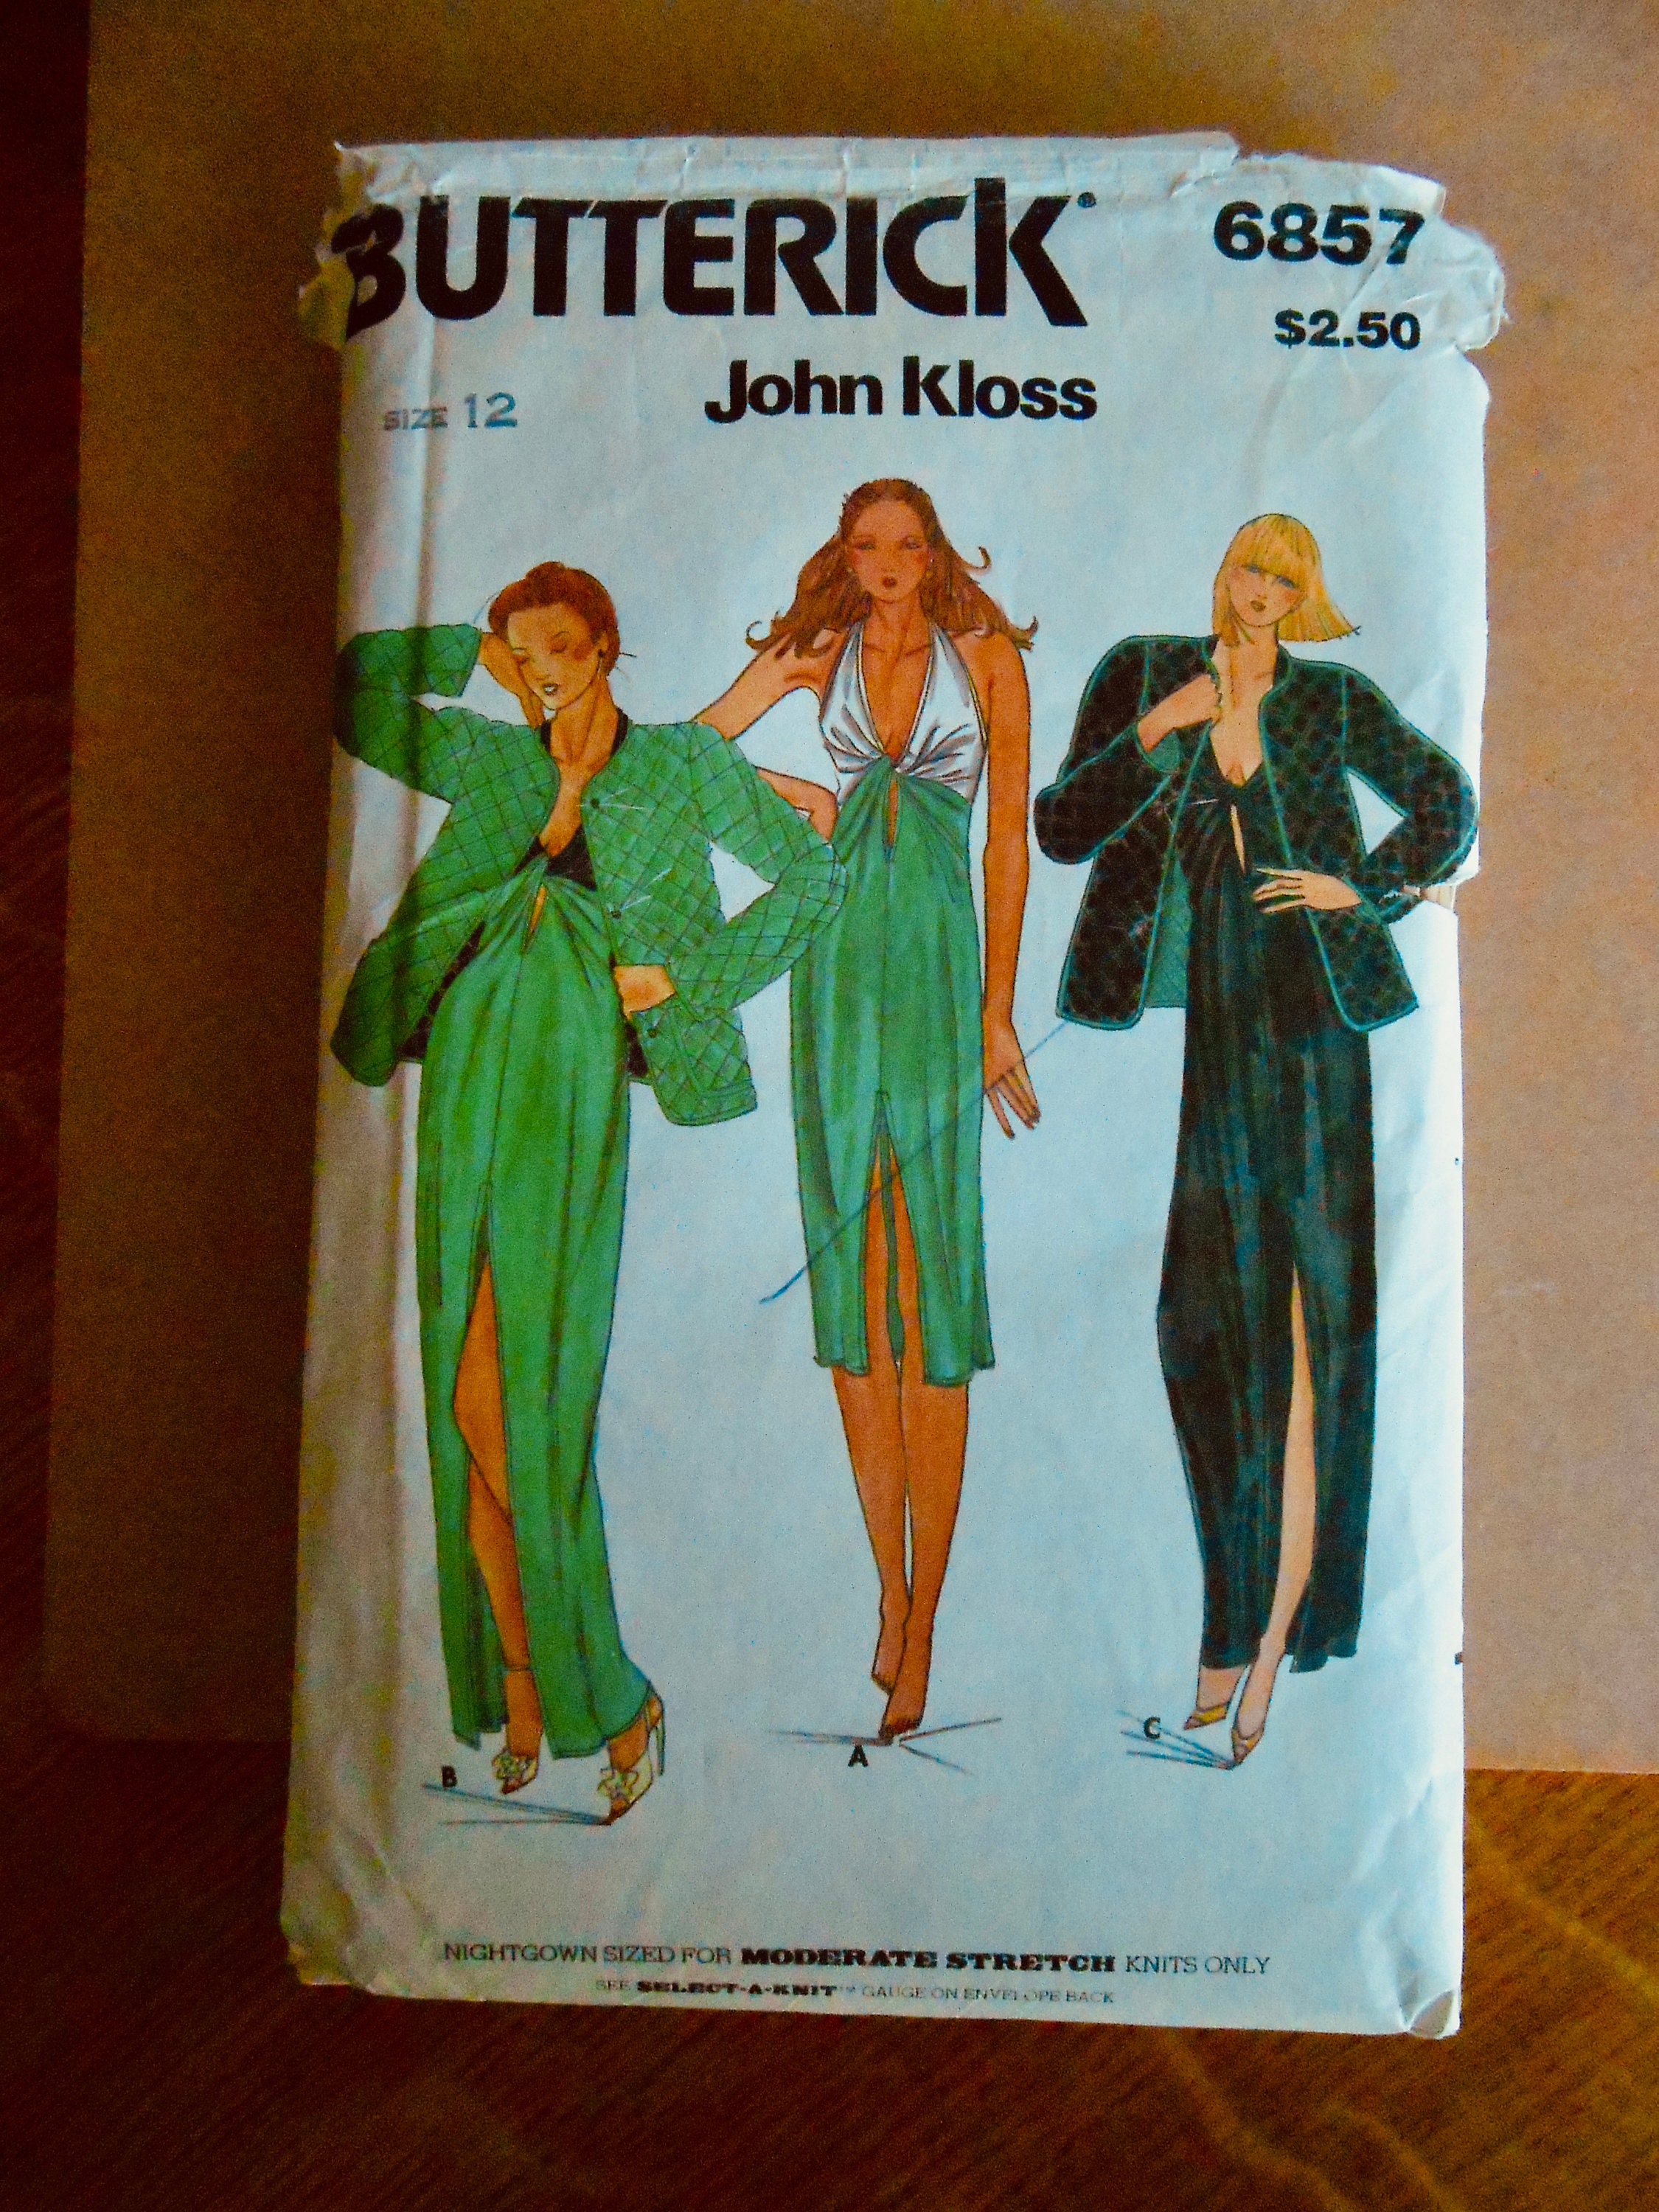 BUTTERICK®
6857
$2.50
John Kloss
SIZE 12
B
A
C
NIGHTGOWN SIZED FOR MODERATE STRETCH KNITS ONLY
SEE SELECT-A-KNIT™ GAUGE ON ENVELOPE BACK